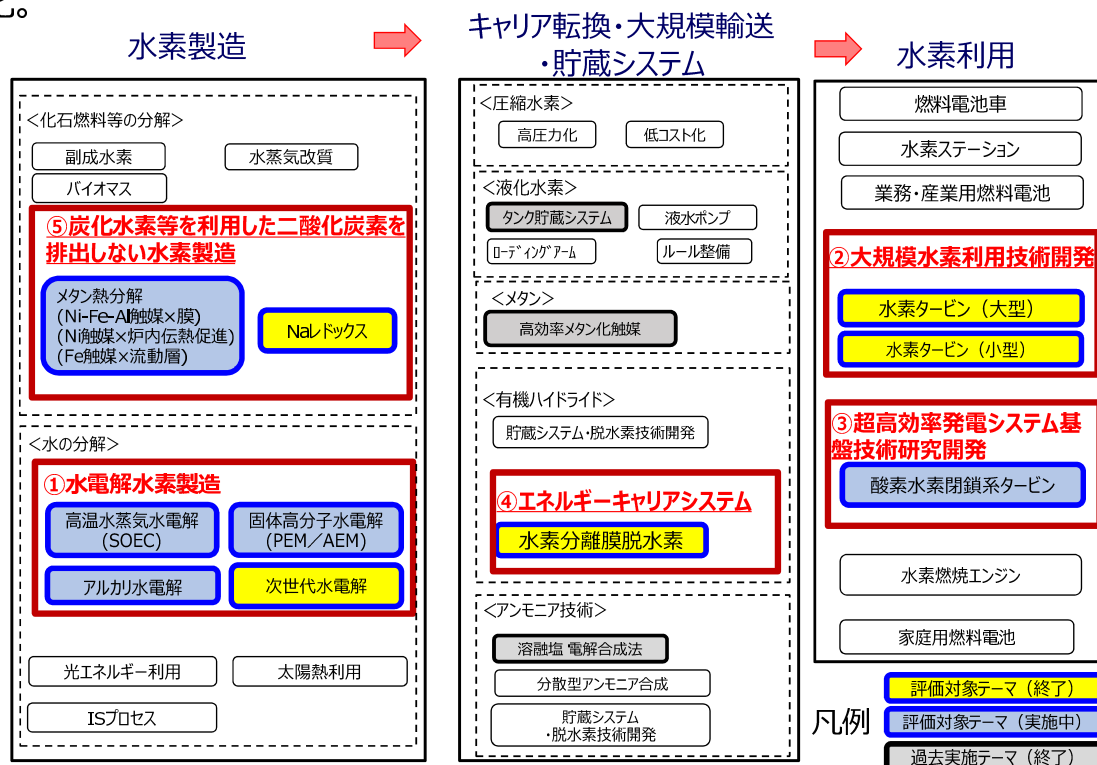 水素製造
<化石燃料等の分解>
副成水素
水蒸気改質
バイオマス
⑤炭化水素等を利用した二酸化炭素を
排出しない水素製造
メタン熱分解
(Ni-Fe-Al触媒×膜)
(Ni触媒×炉内伝熱促進)
(Fe触媒×流動層)
Naレドックス
<水の分解>
①水電解水素製造
高温水蒸気水電解
(SOEC)
固体高分子水電解
(PEM/AEM)
アルカリ水電解
次世代水電解
光エネルギー利用
太陽熱利用
ISプロセス
キャリア転換・大規模輸送
・貯蔵システム
<圧縮水素>
高圧力化
低コスト化
<液化水素>
タンク貯蔵システム
液水ポンプ
ローディングアーム
ルール整備
<メタン>
高効率メタン化触媒
<有機ハイドライド>
貯蔵システム・脱水素技術開発
④エネルギーキャリアシステム
水素分離膜脱水素
<アンモニア技術>
溶融塩 電解合成法
分散型アンモニア合成
貯蔵システム
・脱水素技術開発
水素利用
燃料電池車
水素ステーション
業務・産業用燃料電池
②大規模水素利用技術開発
水素タービン（大型）
水素タービン（小型）
③超高効率発電システム基
盤技術研究開発
酸素水素閉鎖系タービン
水素燃焼エンジン
家庭用燃料電池
凡例
評価対象テーマ（終了）
評価対象テーマ（実施中）
過去実施テーマ（終了）